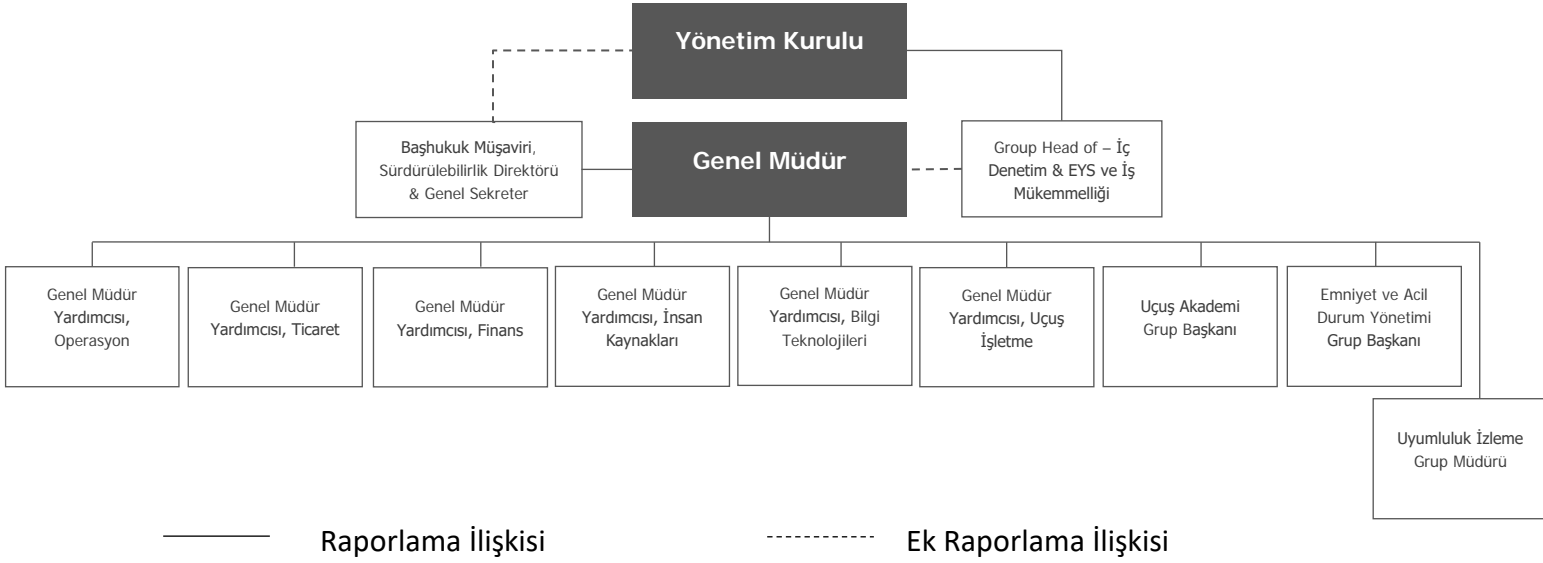 Yönetim Kurulu
Başhukuk Müşaviri,
Sürdürülebilirlik Direktörü
& Genel Sekreter
Genel Müdür
Group Head of – İç
Denetim & EYS ve İş
Mükemmelliği
Genel Müdür
Yardımcısı,
Operasyon
Genel Müdür
Yardımcısı, Ticaret
Genel Müdür
Yardımcısı, Finans
Genel Müdür
Yardımcısı, İnsan
Kaynakları
Genel Müdür
Yardımcısı, Bilgi
Teknolojileri
Genel Müdür
Yardımcısı, Uçuş
İşletme
Uçuş Akademi
Grup Başkanı
Emniyet ve Acil
Durum Yönetimi
Grup Başkanı
Uyumluluk İzleme
Grup Müdürü
Raporlama İlişkisi
Ek Raporlama İlişkisi